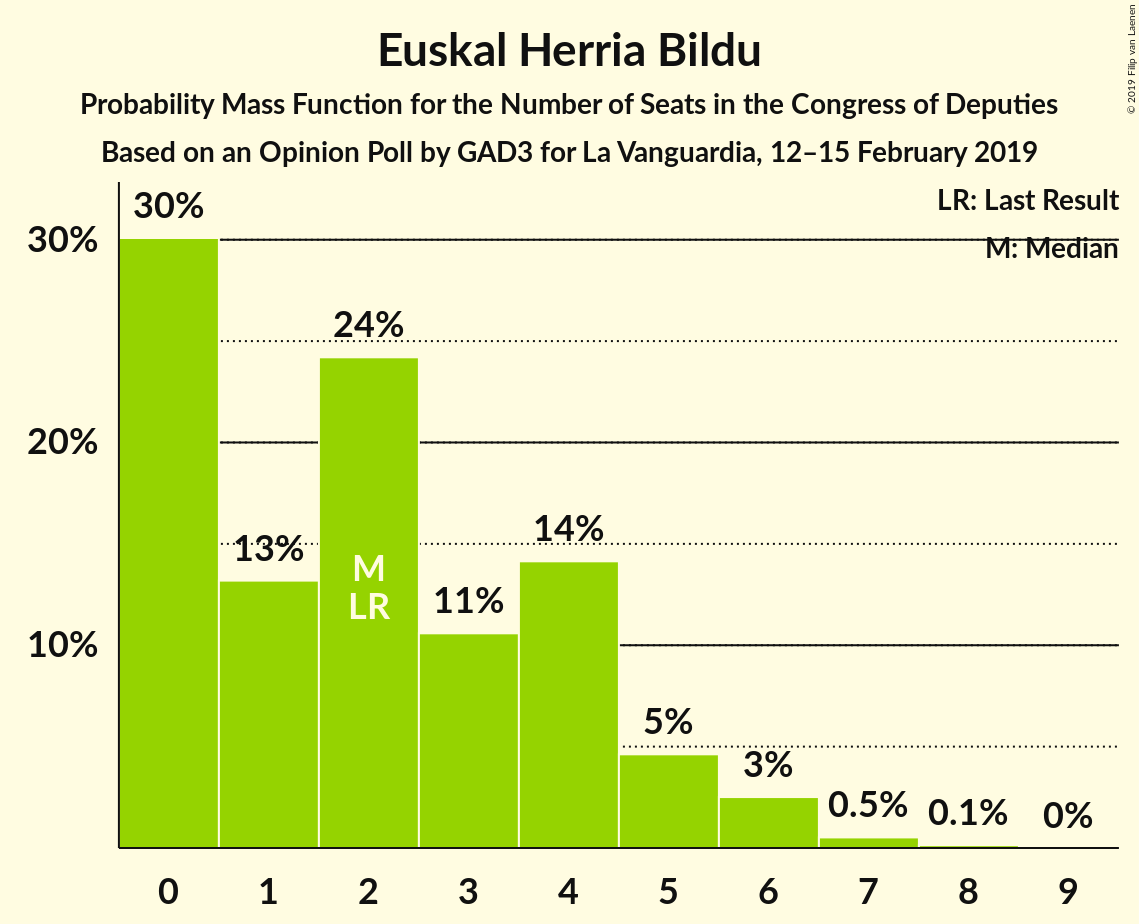 Euskal Herria Bildu
Probability Mass Function for the Number of Seats in the Congress of Deputies
Based on an Opinion Poll by GAD3 for La Vanguardia, 12–15 February 2019
© 2019 Filip van Laenen
LR: Last Result
M: Median
30%
20%
10%
30%
13%
24%
M
LR
11%
14%
5%
3%
0.5%
0.1%
0%
0 1 2 3 4 5 6 7 8 9